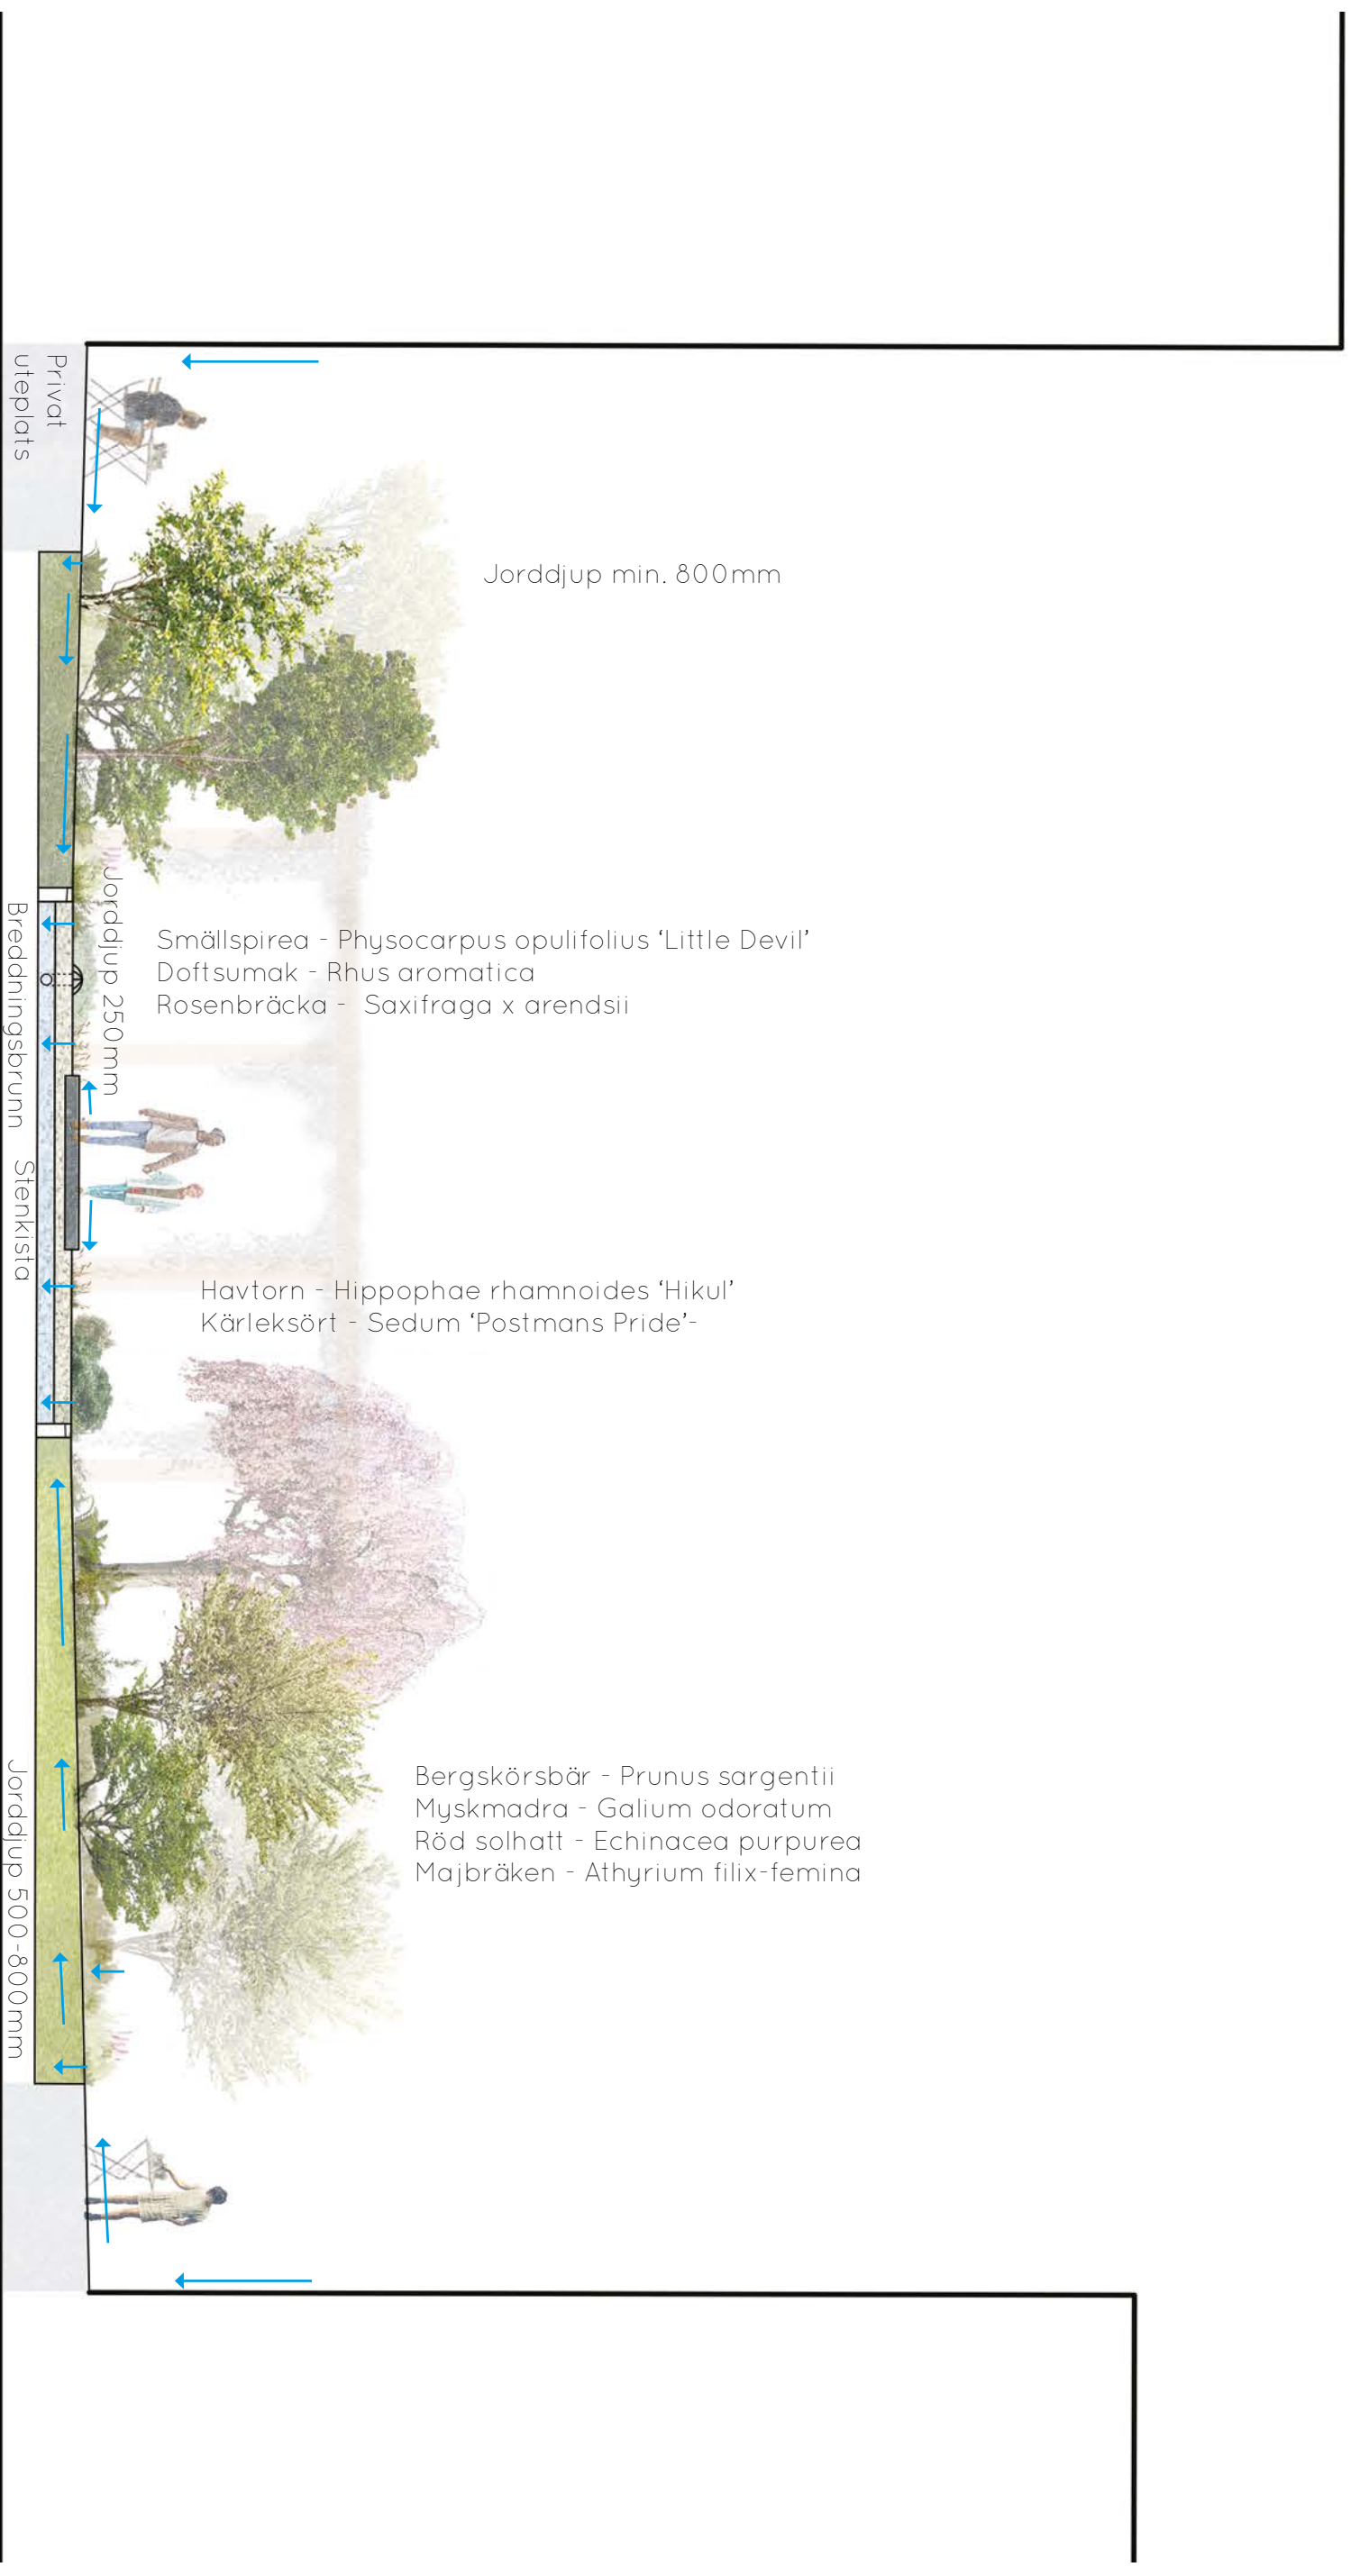 Privat
uteplats
Jorddjup min. 800mm
Jorddjup 250mm
Breddningsbrunn
Stenkista
Smällspirea - Physocarpus opulifolius ‘Little Devil’
Doftsumak - Rhus aromatica
Rosenbräcka - Saxifraga x arendsii
Havtorn - Hippophae rhamnoides ‘Hikul’
Kärleksört - Sedum ‘Postmans Pride’-
Bergskörsbär - Prunus sargentii
Myskmadra - Galium odoratum
Röd solhatt - Echinacea purpurea
Majbräken - Athyrium filix-femina
Jorddjup 500-800mm